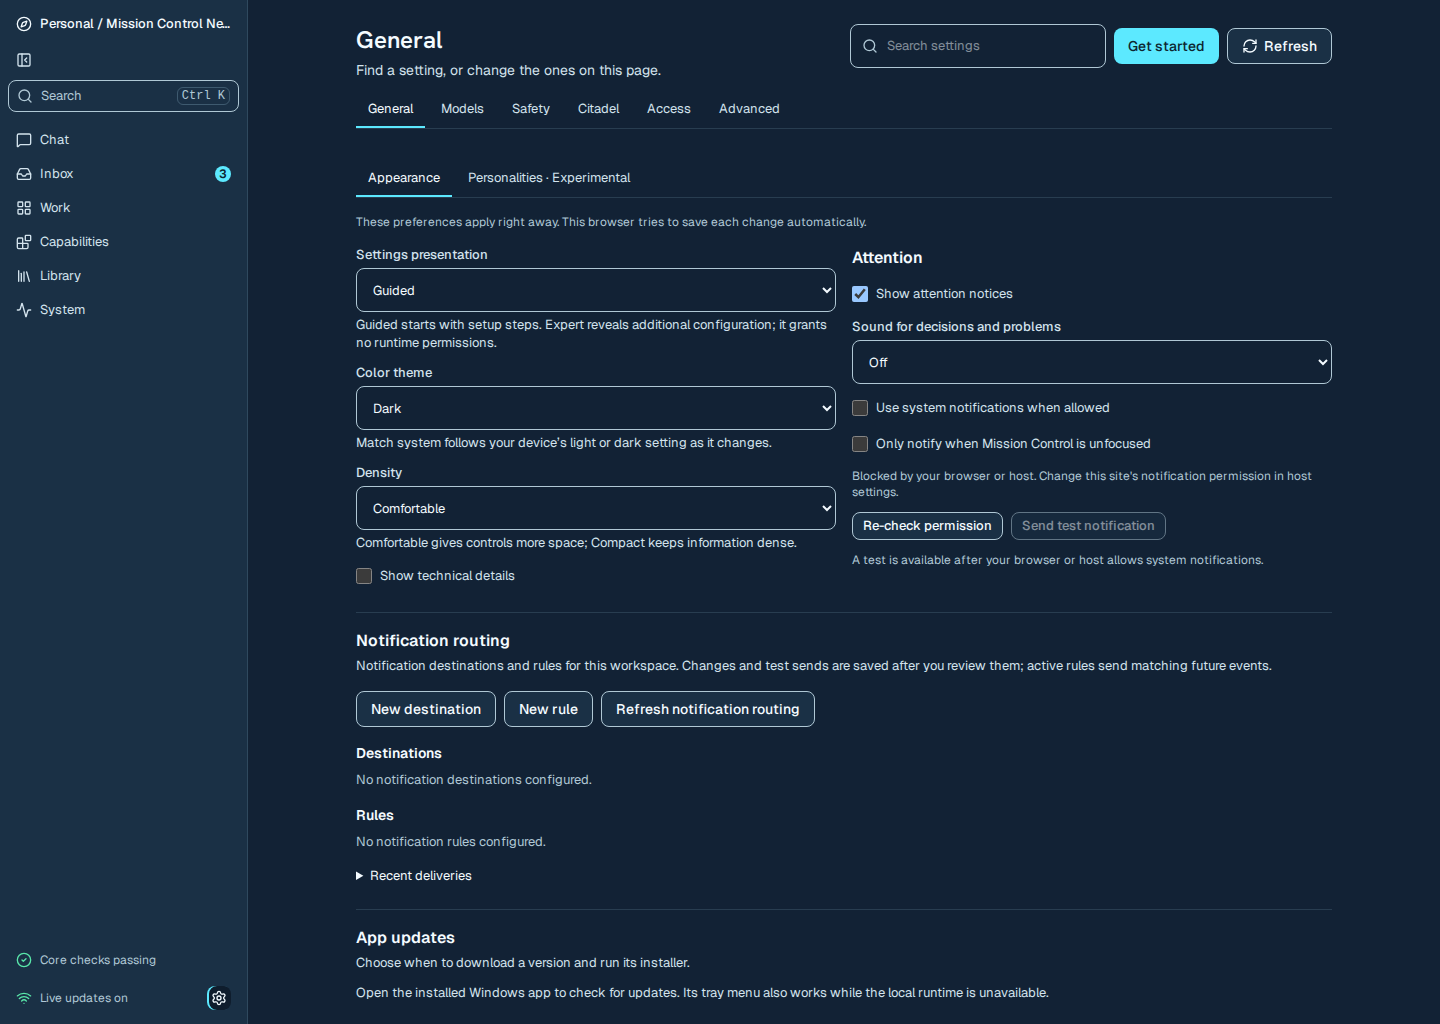 Personal / Mission Control Ne...
Search
Ctrl K
Chat
Inbox
3
Work
Capabilities
Library
System
Core checks passing
Live updates on
General
Find a setting, or change the ones on this page.
Search settings
Get started
Refresh
General
Models
Safety
Citadel
Access
Advanced
Appearance
Personalities · Experimental
These preferences apply right away. This browser tries to save each change automatically.
Settings presentation
Guided
Guided starts with setup steps. Expert reveals additional configuration; it grants
no runtime permissions.
Color theme
Dark
Match system follows your device's light or dark setting as it changes.
Density
Comfortable
Comfortable gives controls more space; Compact keeps information dense.
Show technical details
Attention
Show attention notices
Sound for decisions and problems
Off
Use system notifications when allowed
Only notify when Mission Control is unfocused
Blocked by your browser or host. Change this site's notification permission in host
settings.
Re-check permission
Send test notification
A test is available after your browser or host allows system notifications.
Notification routing
Notification destinations and rules for this workspace. Changes and test sends are saved after you review them; active rules send matching future events.
New destination
New rule
Refresh notification routing
Destinations
No notification destinations configured.
Rules
No notification rules configured.
Recent deliveries
App updates
Choose when to download a version and run its installer.
Open the installed Windows app to check for updates. Its tray menu also works while the local runtime is unavailable.